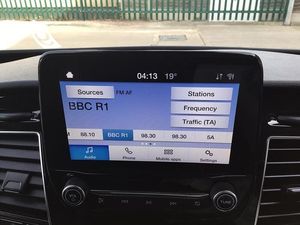 04:13 19°
Sources
FM AF
Stations
BBC R1
Frequency
Traffic (TA)
88.10 BBC R1 98.30 98.30 5A
Audio Phone Mobile apps Settings
TUNE